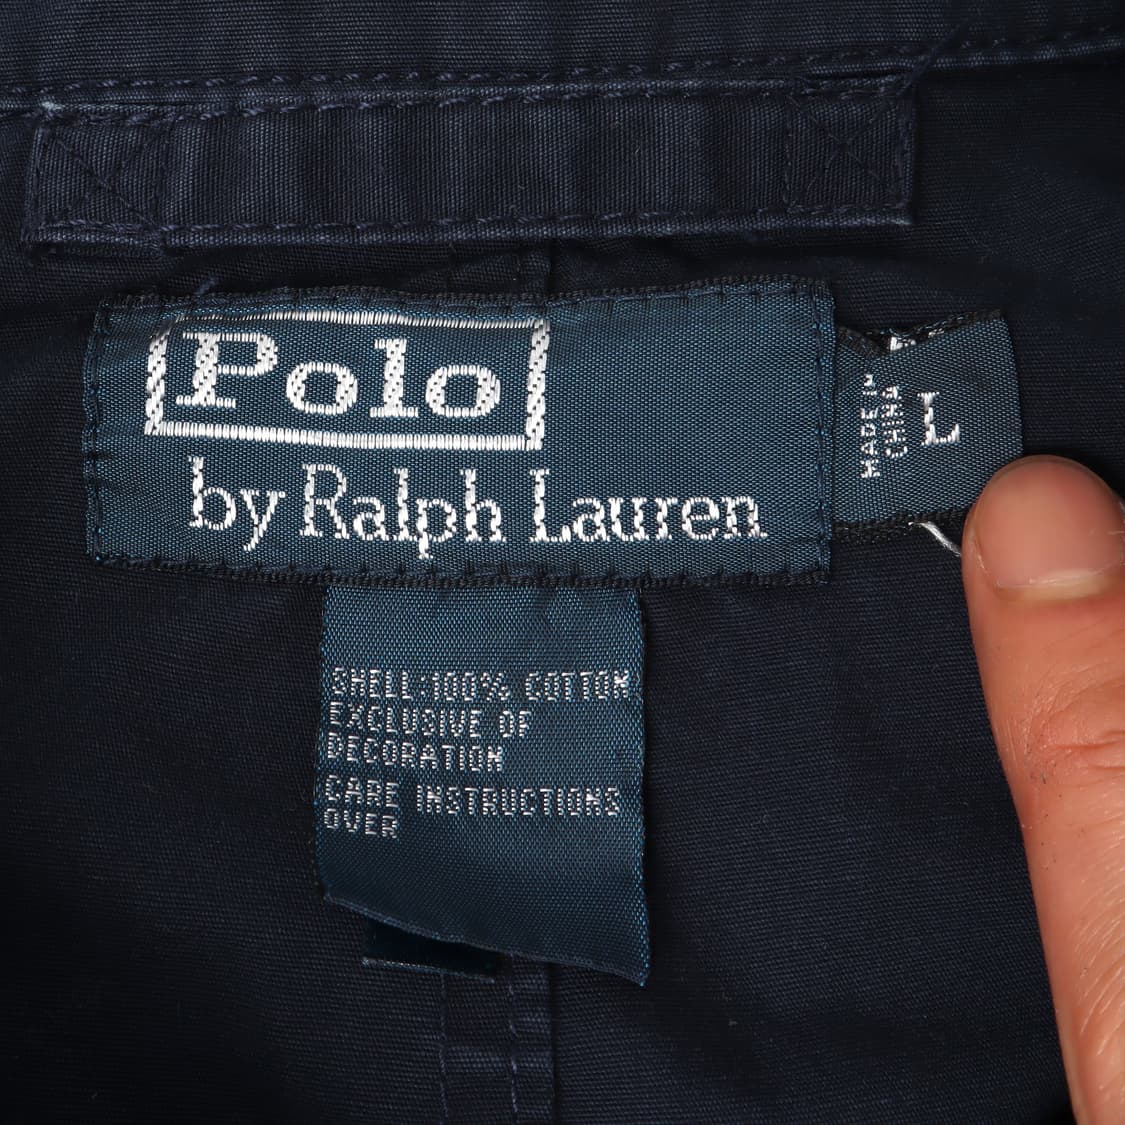 Polo
by Ralph Lauren
MADE IN
CHINA
L
SHELL:100% COTTON
EXCLUSIVE OF
DECORATION
CARE INSTRUCTIONS
OVER